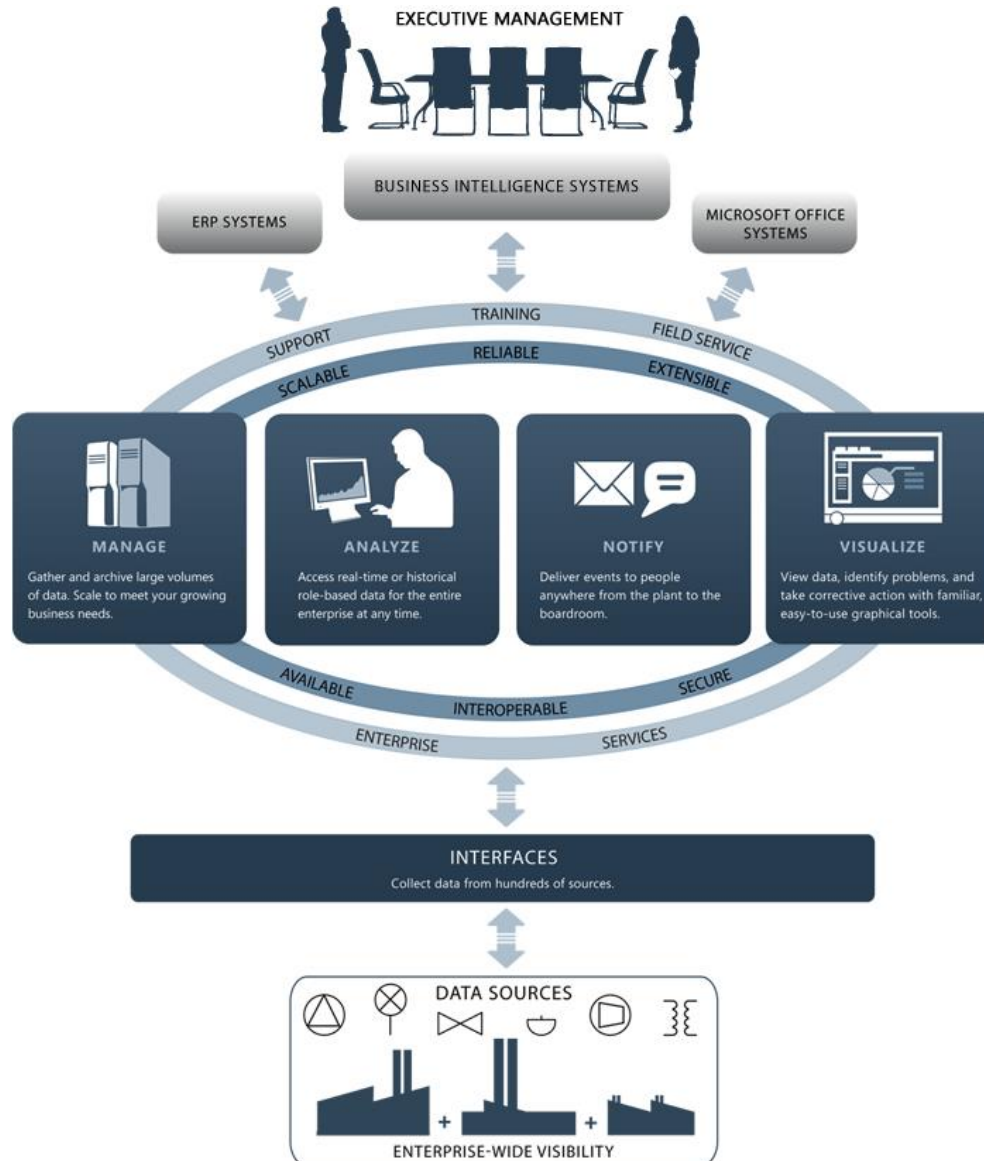 EXECUTIVE MANAGEMENT
BUSINESS INTELLIGENCE SYSTEMS
ERP SYSTEMS
MICROSOFT OFFICE
SYSTEMS
SUPPORT
TRAINING
FIELD SERVICE
SCALABLE
RELIABLE
EXTENSIBLE
MANAGE
Gather and archive large volumes
of data. Scale to meet your growing
business needs.
ANALYZE
Access real-time or historical
role-based data for the entire
enterprise at any time.
NOTIFY
Deliver events to people
anywhere from the plant to the
boardroom.
VISUALIZE
View data, identify problems, and
take corrective action with familiar,
easy-to-use graphical tools.
AVAILABLE
INTEROPERABLE
SECURE
ENTERPRISE
SERVICES
INTERFACES
Collect data from hundreds of sources.
DATA SOURCES
+ +
ENTERPRISE-WIDE VISIBILITY